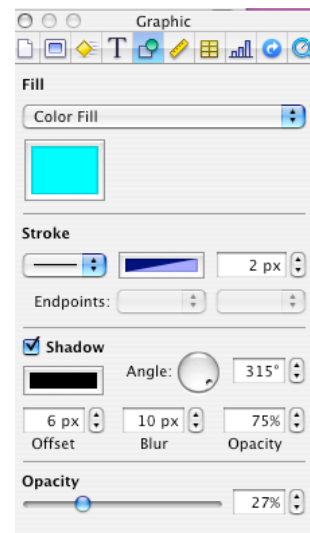 Graphic
T
Fill
Color Fill
Stroke
2 px
Endpoints:
Shadow
Angle: 315°
6 px 10 px 75%
Offset Blur Opacity
Opacity
27%